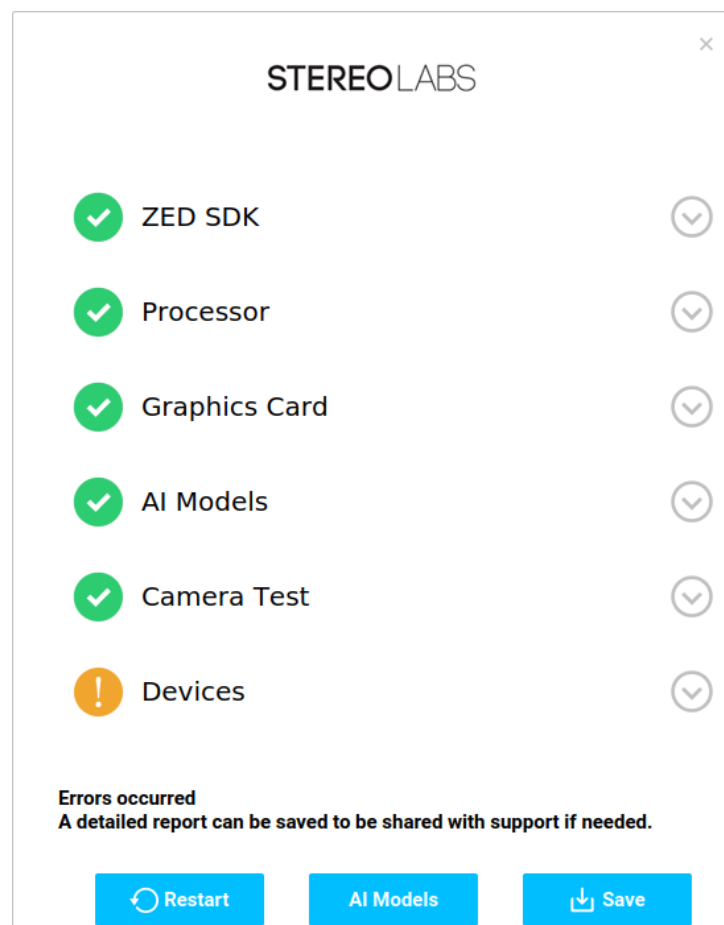 STEREOLABS
ZED SDK
Processor
Graphics Card
AI Models
Camera Test
Devices
Errors occurred
A detailed report can be saved to be shared with support if needed.
Restart AI Models Save